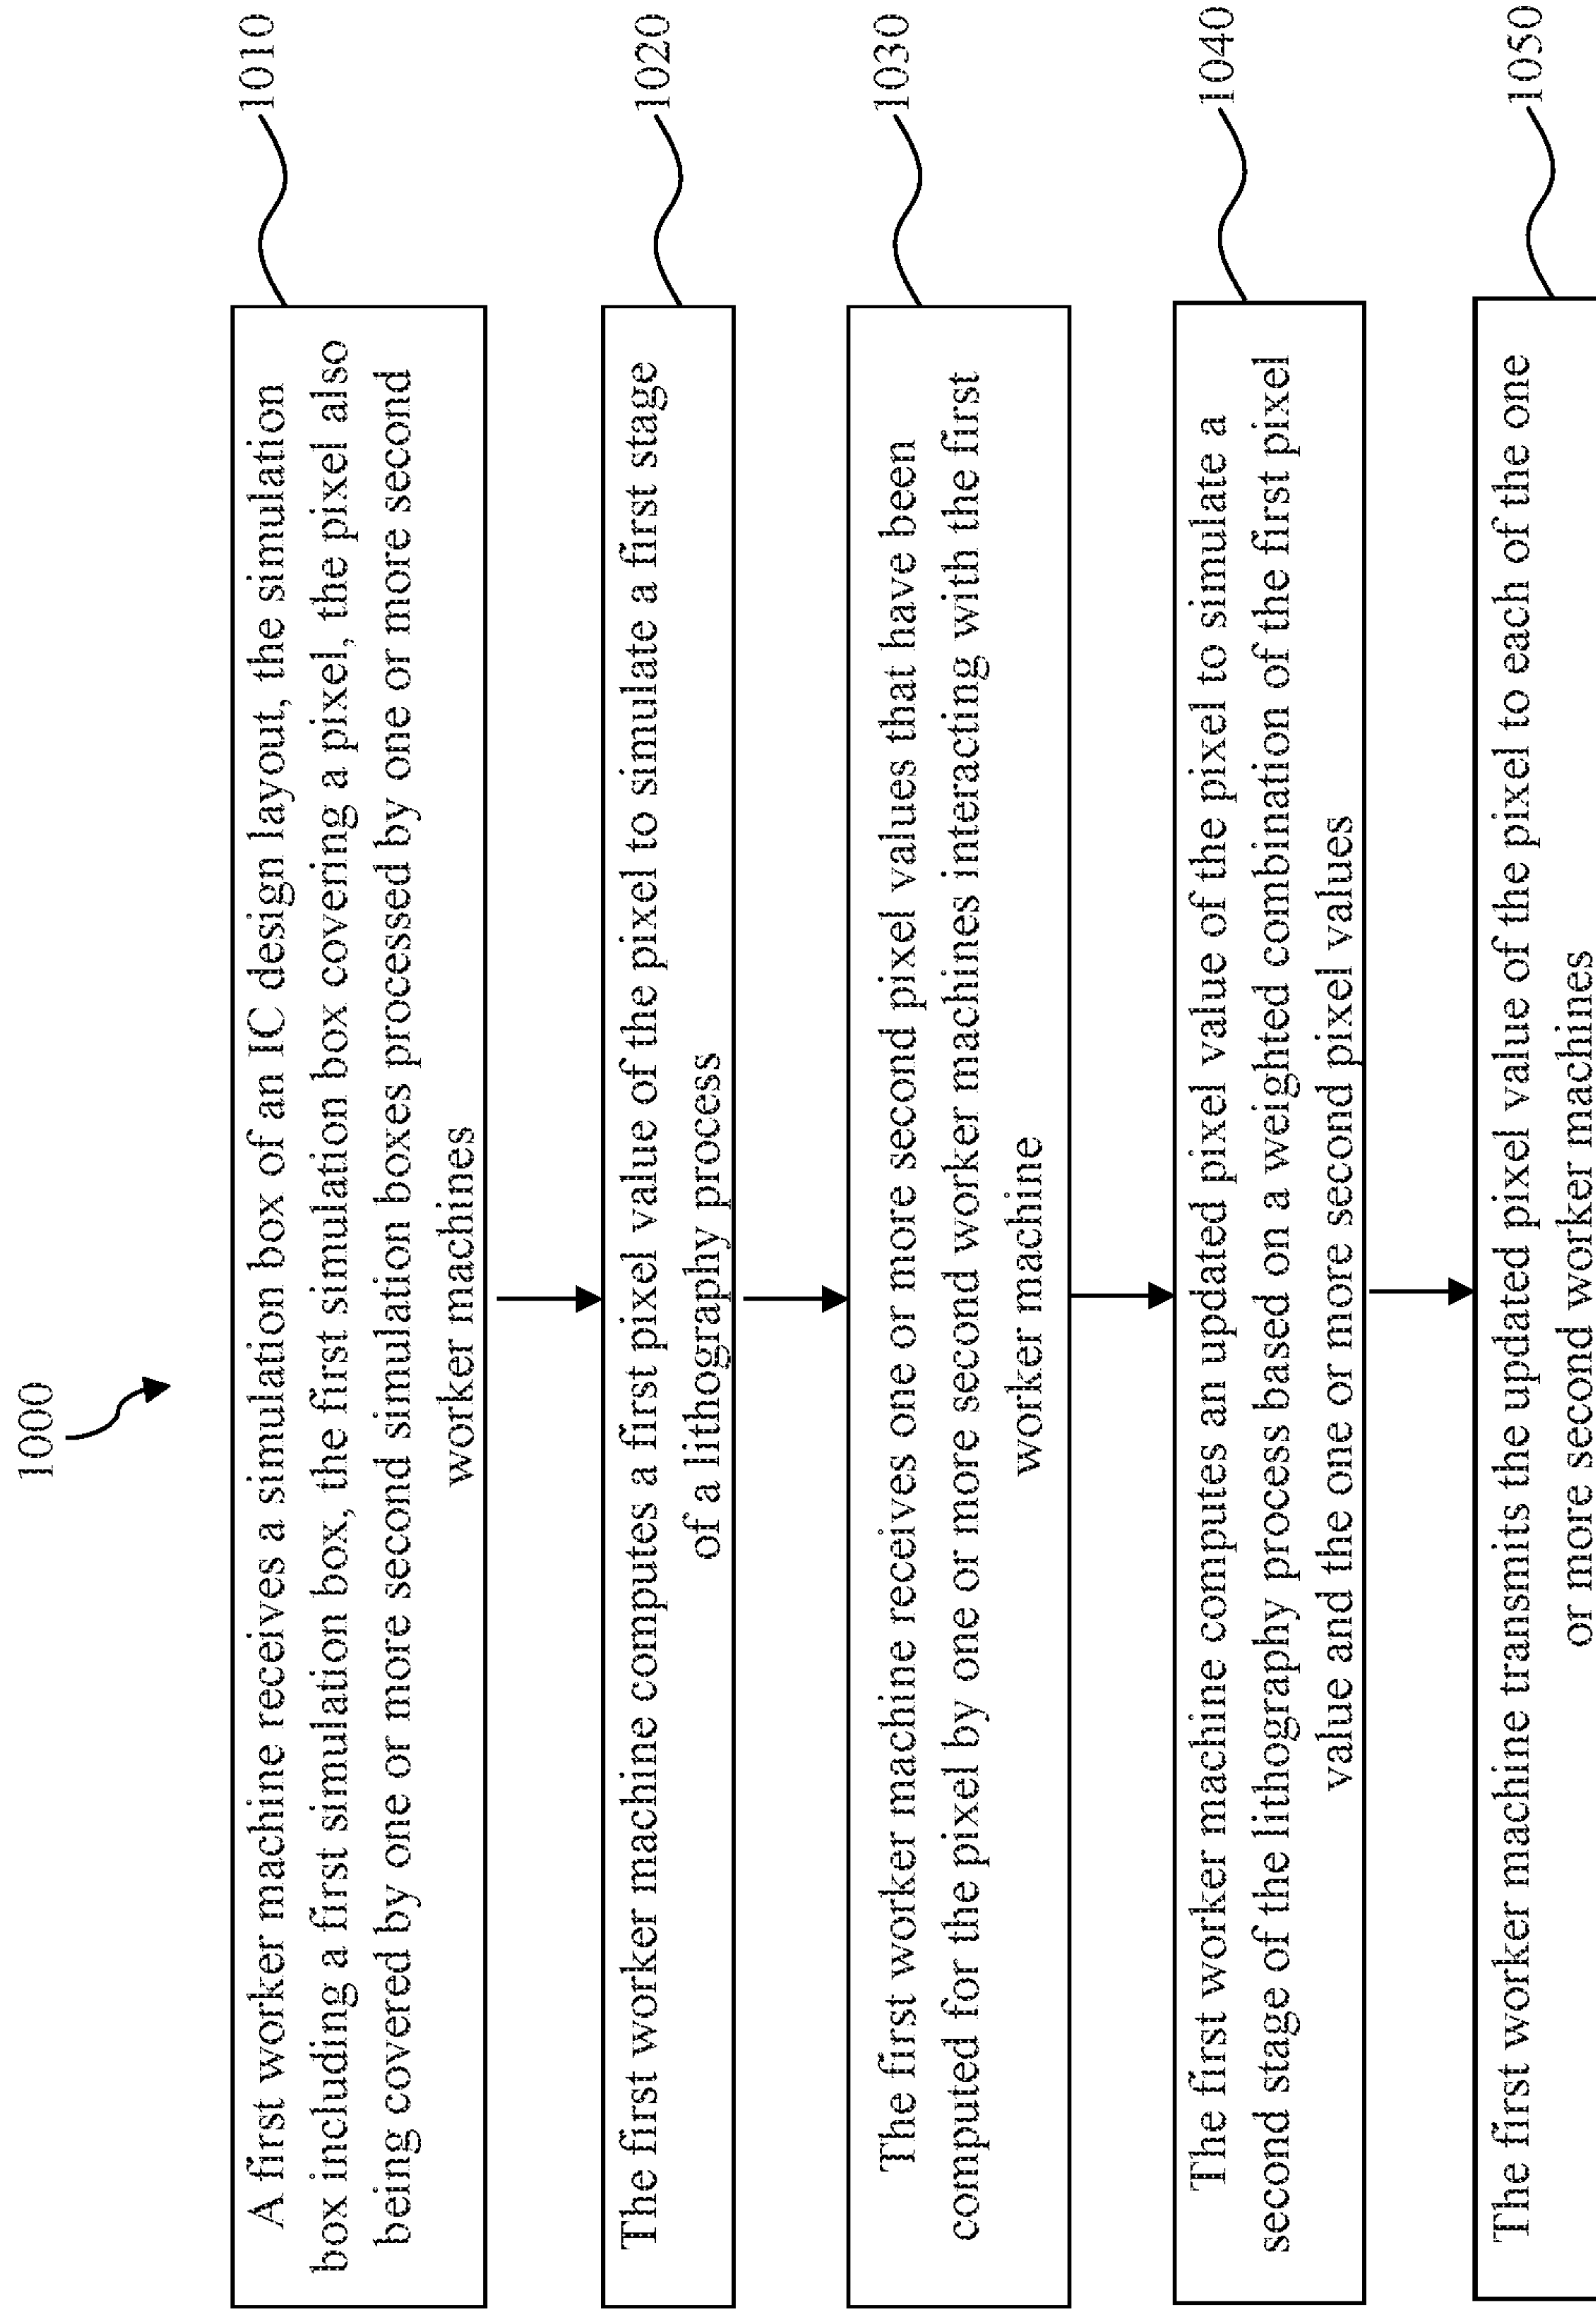 1000
A first worker machine receives a simulation box of an IC design layout, the simulation
box including a first simulation box, the first simulation box covering a pixel, the pixel also
being covered by one or more second simulation boxes processed by one or more second
worker machines
1010
The first worker machine computes a first pixel value of the pixel to simulate a first stage
of a lithography process
1020
The first worker machine receives one or more second pixel values that have been
computed for the pixel by one or more second worker machines interacting with the first
worker machine
1030
The first worker machine computes an updated pixel value of the pixel to simulate a
second stage of the lithography process based on a weighted combination of the first pixel
value and the one or more second pixel values
1040
The first worker machine transmits the updated pixel value of the pixel to each of the one
or more second worker machines
1050